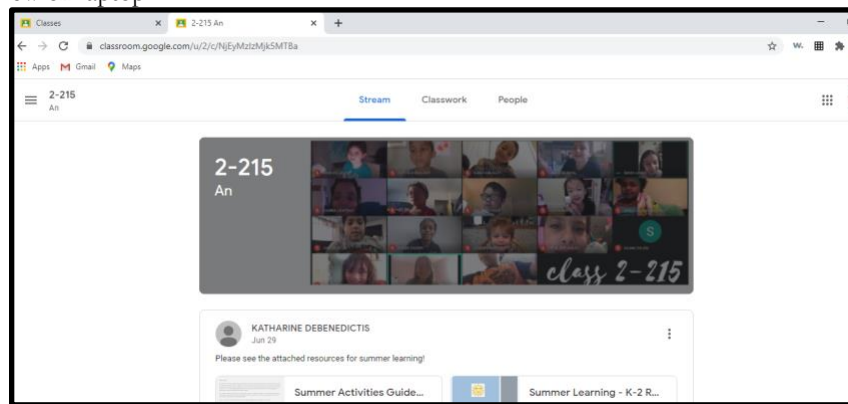 Classes
2-215 An
classroom.google.com/u/2/c/NjEyMzIzMjk5MTBa
Apps
Gmail
Maps
2-215
An
Stream
Classwork
People
2-215
An
S
class 2-215
KATHARINE DEBENEDICTIS
Jun 29
Please see the attached resources for summer learning!
Summer Activities Guide...
Summer Learning - K-2 R...